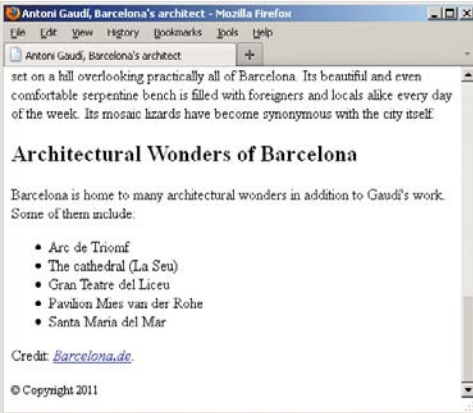 Antoni Gaudí, Barcelona's architect - Mozilla Firefox
File Edit View History Bookmarks Tools Help
Antoni Gaudí, Barcelona's architect +
set on a hill overlooking practically all of Barcelona. Its beautiful and even
comfortable serpentine bench is filled with foreigners and locals alike every day
of the week. Its mosaic lizards have become synonymous with the city itself.
Architectural Wonders of Barcelona
Barcelona is home to many architectural wonders in addition to Gaudí's work.
Some of them include:
• Arc de Triomf
• The cathedral (La Seu)
• Gran Teatre del Liceu
• Pavilion Mies van der Rohe
• Santa Maria del Mar
Credit: Barcelona.de.
© Copyright 2011